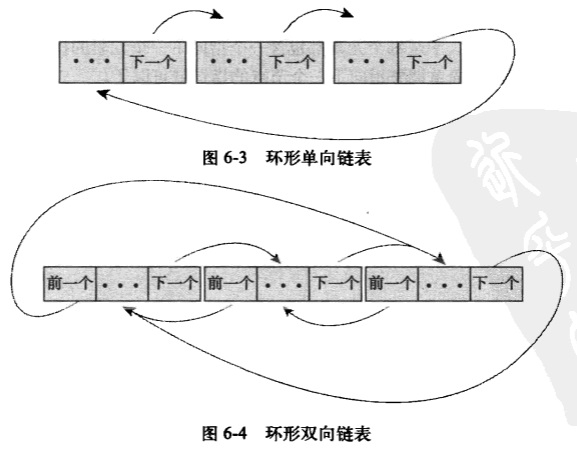 ··· 下一个 ··· 下一个 ··· 下一个
图 6-3 环形单向链表
前一个 ··· 下一个 前一个 ··· 下一个 前一个 ··· 下一个
图 6-4 环形双向链表